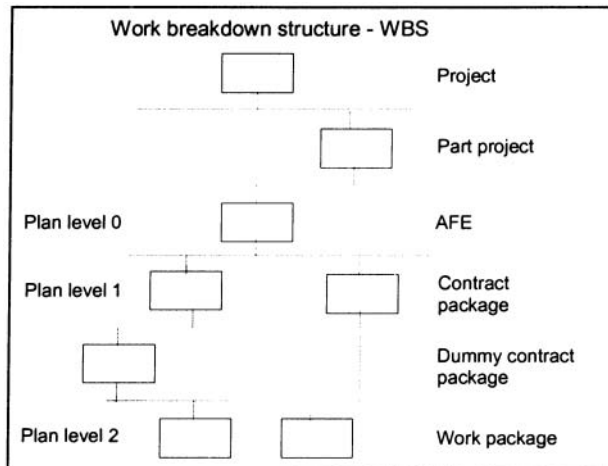 Work breakdown structure - WBS
Project
Part project
Plan level 0
AFE
Plan level 1
Contract
package
Dummy contract
package
Plan level 2
Work package